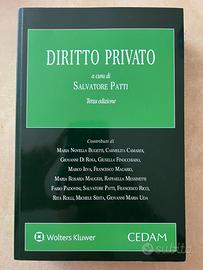 DIRITTO PRIVATO
a cura di
SALVATORE PATTI
Terza edizione
Contributi di
MARIA NOVELLA BUGETTI, CARMELITA CAMARDI,
GIOVANNI DI ROSA, GIUSELLA FINOCCHIARO,
MARCO IEVA, FRANCESCO MACARIO,
MARIA ROSARIA MAUGERI, RAFFAELLA MESSINETTI
FABIO PADOVINI, SALVATORE PATTI, FRANCESCO RICCI,
RITA ROLLI, MICHELE SESTA, GIOVANNI MARIA UDA
Wolters Kluwer
CEDAM
subito